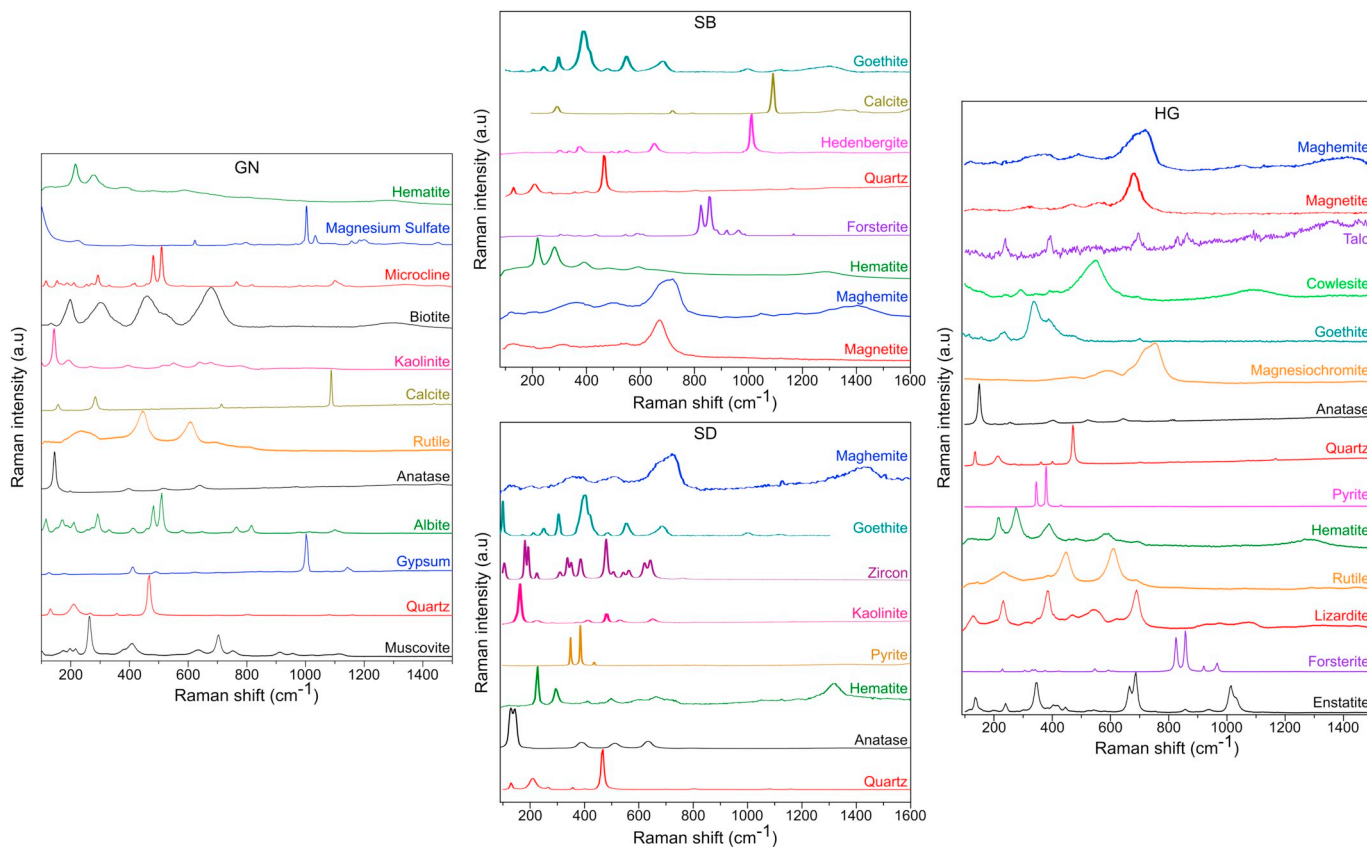 GN
Hematite
Magnesium Sulfate
Microcline
Biotite
Kaolinite
Calcite
Rutile
Anatase
Albite
Gypsum
Quartz
Muscovite
200 400 600 800 1000 1200 1400
Raman shift (cm⁻¹)
Raman intensity (a.u)
SB
Goethite
Calcite
Hedenbergite
Quartz
Forsterite
Hematite
Maghemite
Magnetite
200 400 600 800 1000 1200 1400 1600
Raman shift (cm⁻¹)
Raman intensity (a.u)
SD
Maghemite
Goethite
Zircon
Kaolinite
Pyrite
Hematite
Anatase
Quartz
200 400 600 800 1000 1200 1400 1600
Raman shift (cm⁻¹)
Raman intensity (a.u)
HG
Maghemite
Magnetite
Talc
Cowlesite
Goethite
Magnesiochromite
Anatase
Quartz
Pyrite
Hematite
Rutile
Lizardite
Forsterite
Enstatite
200 400 600 800 1000 1200 1400
Raman shift (cm⁻¹)
Raman intensity (a.u)